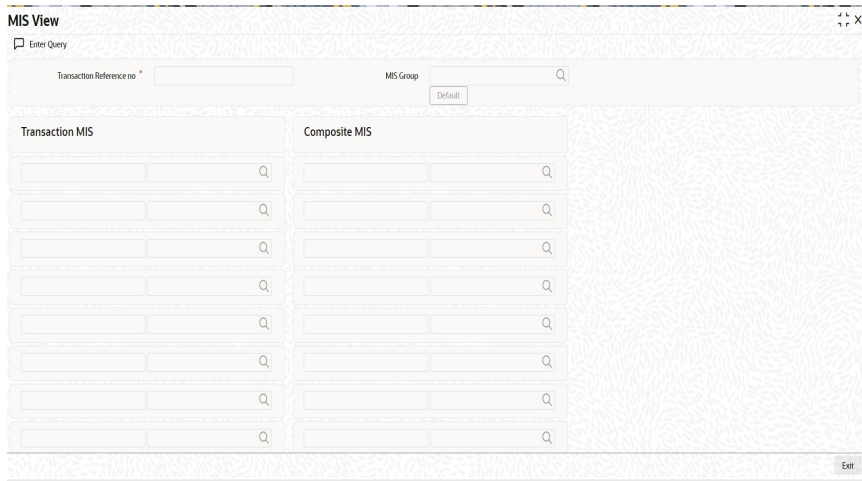 MIS View
Enter Query
Transaction Reference no *
MIS Group
Default
Transaction MIS
Composite MIS
Exit